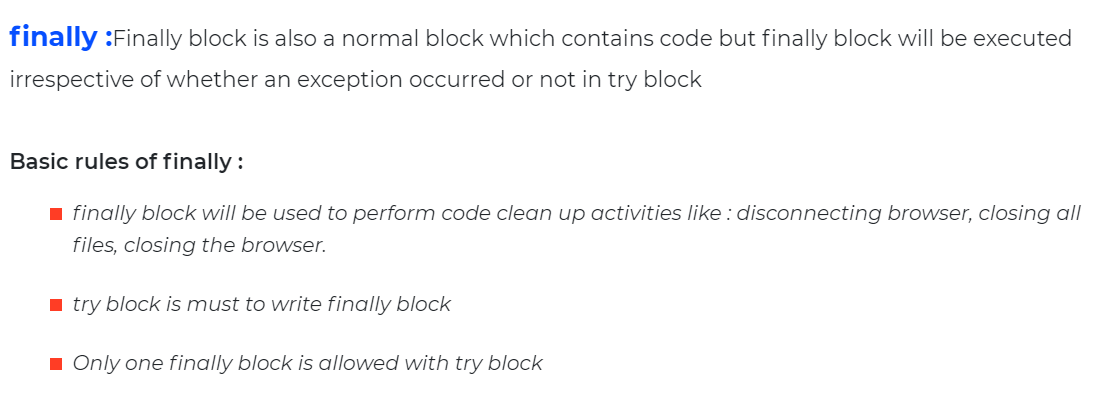 finally :Finally block is also a normal block which contains code but finally block will be executed
irrespective of whether an exception occurred or not in try block
Basic rules of finally :
finally block will be used to perform code clean up activities like : disconnecting browser, closing all
files, closing the browser.
try block is must to write finally block
Only one finally block is allowed with try block